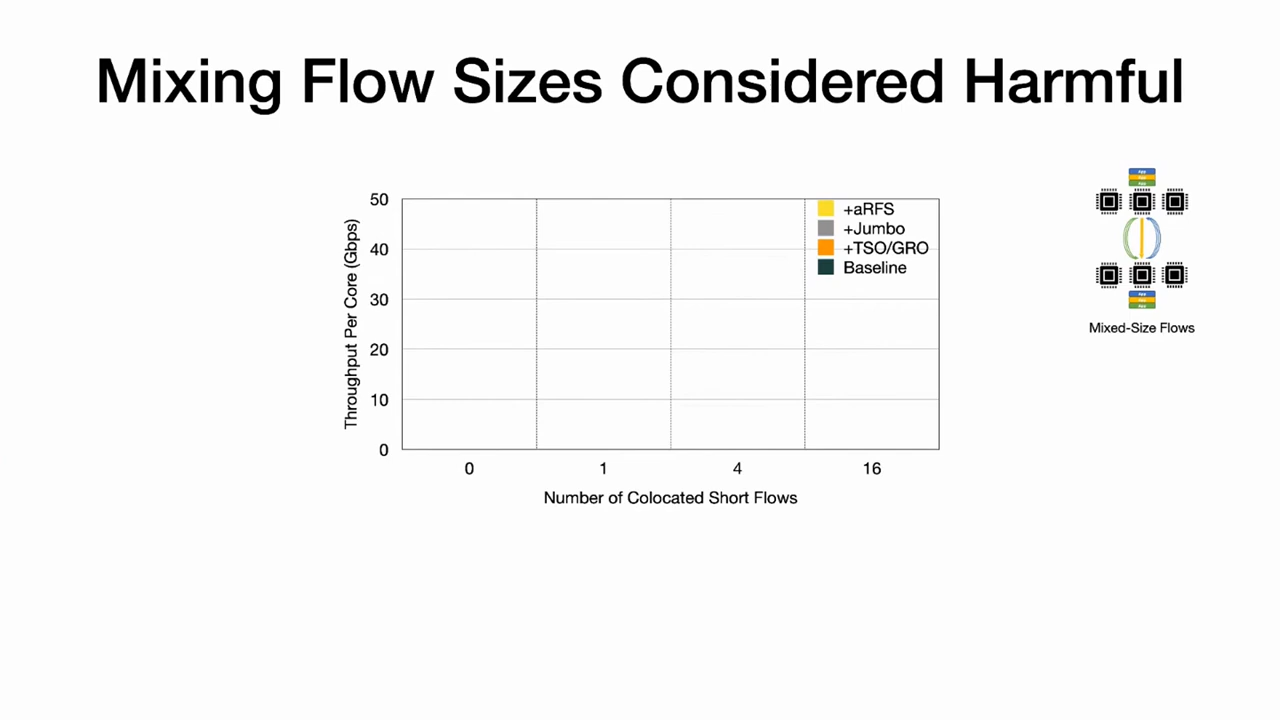 Mixing Flow Sizes Considered Harmful
50
40
30
20
10
0
Throughput Per Core (Gbps)
+aRFS
+Jumbo
+TSO/GRO
Baseline
0 1 4 16
Number of Colocated Short Flows
Mixed-Size Flows